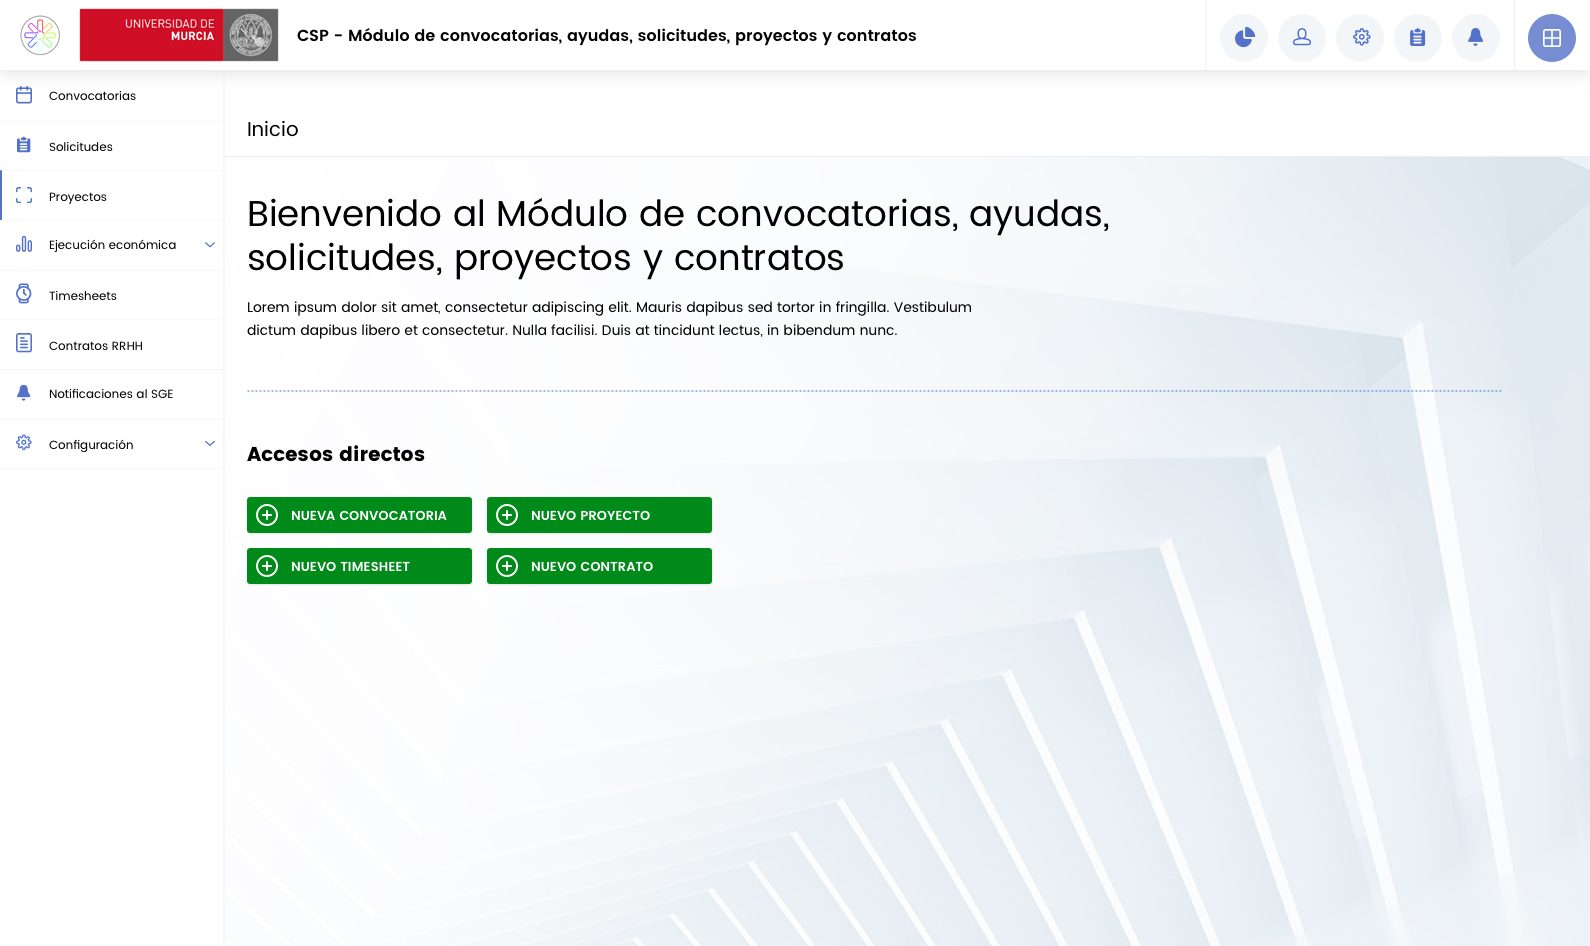 UNIVERSIDAD DE
MURCIA
CSP - Módulo de convocatorias, ayudas, solicitudes, proyectos y contratos
Convocatorias
Solicitudes
Proyectos
Ejecución económica
Timesheets
Contratos RRHH
Notificaciones al SGE
Configuración
Inicio
Bienvenido al Módulo de convocatorias, ayudas,
solicitudes, proyectos y contratos
Lorem ipsum dolor sit amet, consectetur adipiscing elit. Mauris dapibus sed tortor in fringilla. Vestibulum
dictum dapibus libero et consectetur. Nulla facilisi. Duis at tincidunt lectus, in bibendum nunc.
Accesos directos
NUEVA CONVOCATORIA
NUEVO PROYECTO
NUEVO TIMESHEET
NUEVO CONTRATO